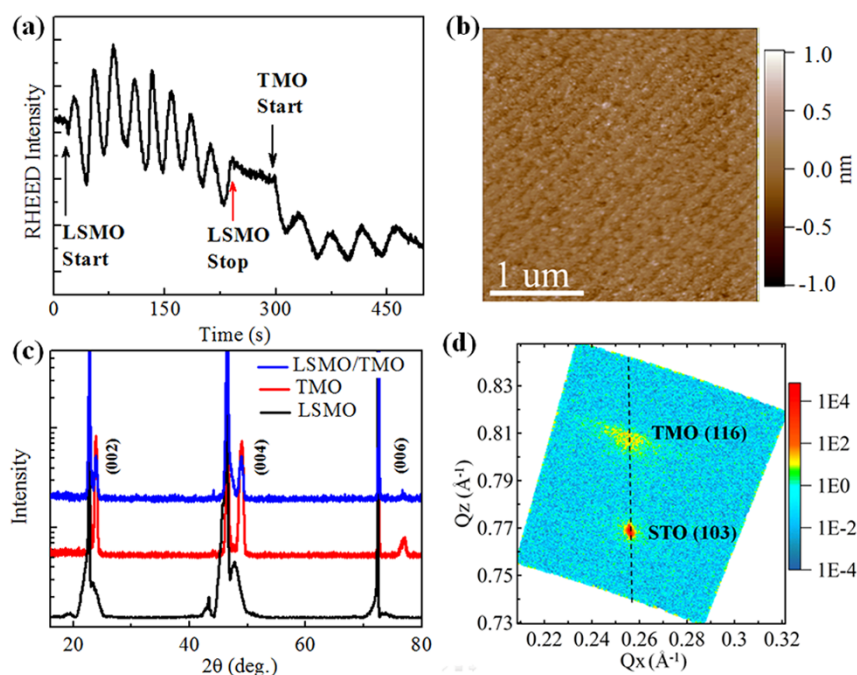 (a)
RHEED Intensity
LSMO
Start
LSMO
Stop
TMO
Start
0
150
300
450
Time (s)
(b)
1 um
1.0
0.5
0.0
-0.5
-1.0
nm
(c)
LSMO/TMO
TMO
LSMO
(002)
(004)
(006)
Intensity
20
40
60
80
2θ (deg.)
(d)
0.83
0.81
0.79
0.77
0.75
0.73
Qz (Å⁻¹)
TMO (116)
STO (103)
0.22
0.24
0.26
0.28
0.3
0.32
Qx (Å⁻¹)
1E4
1E2
1E0
1E-2
1E-4